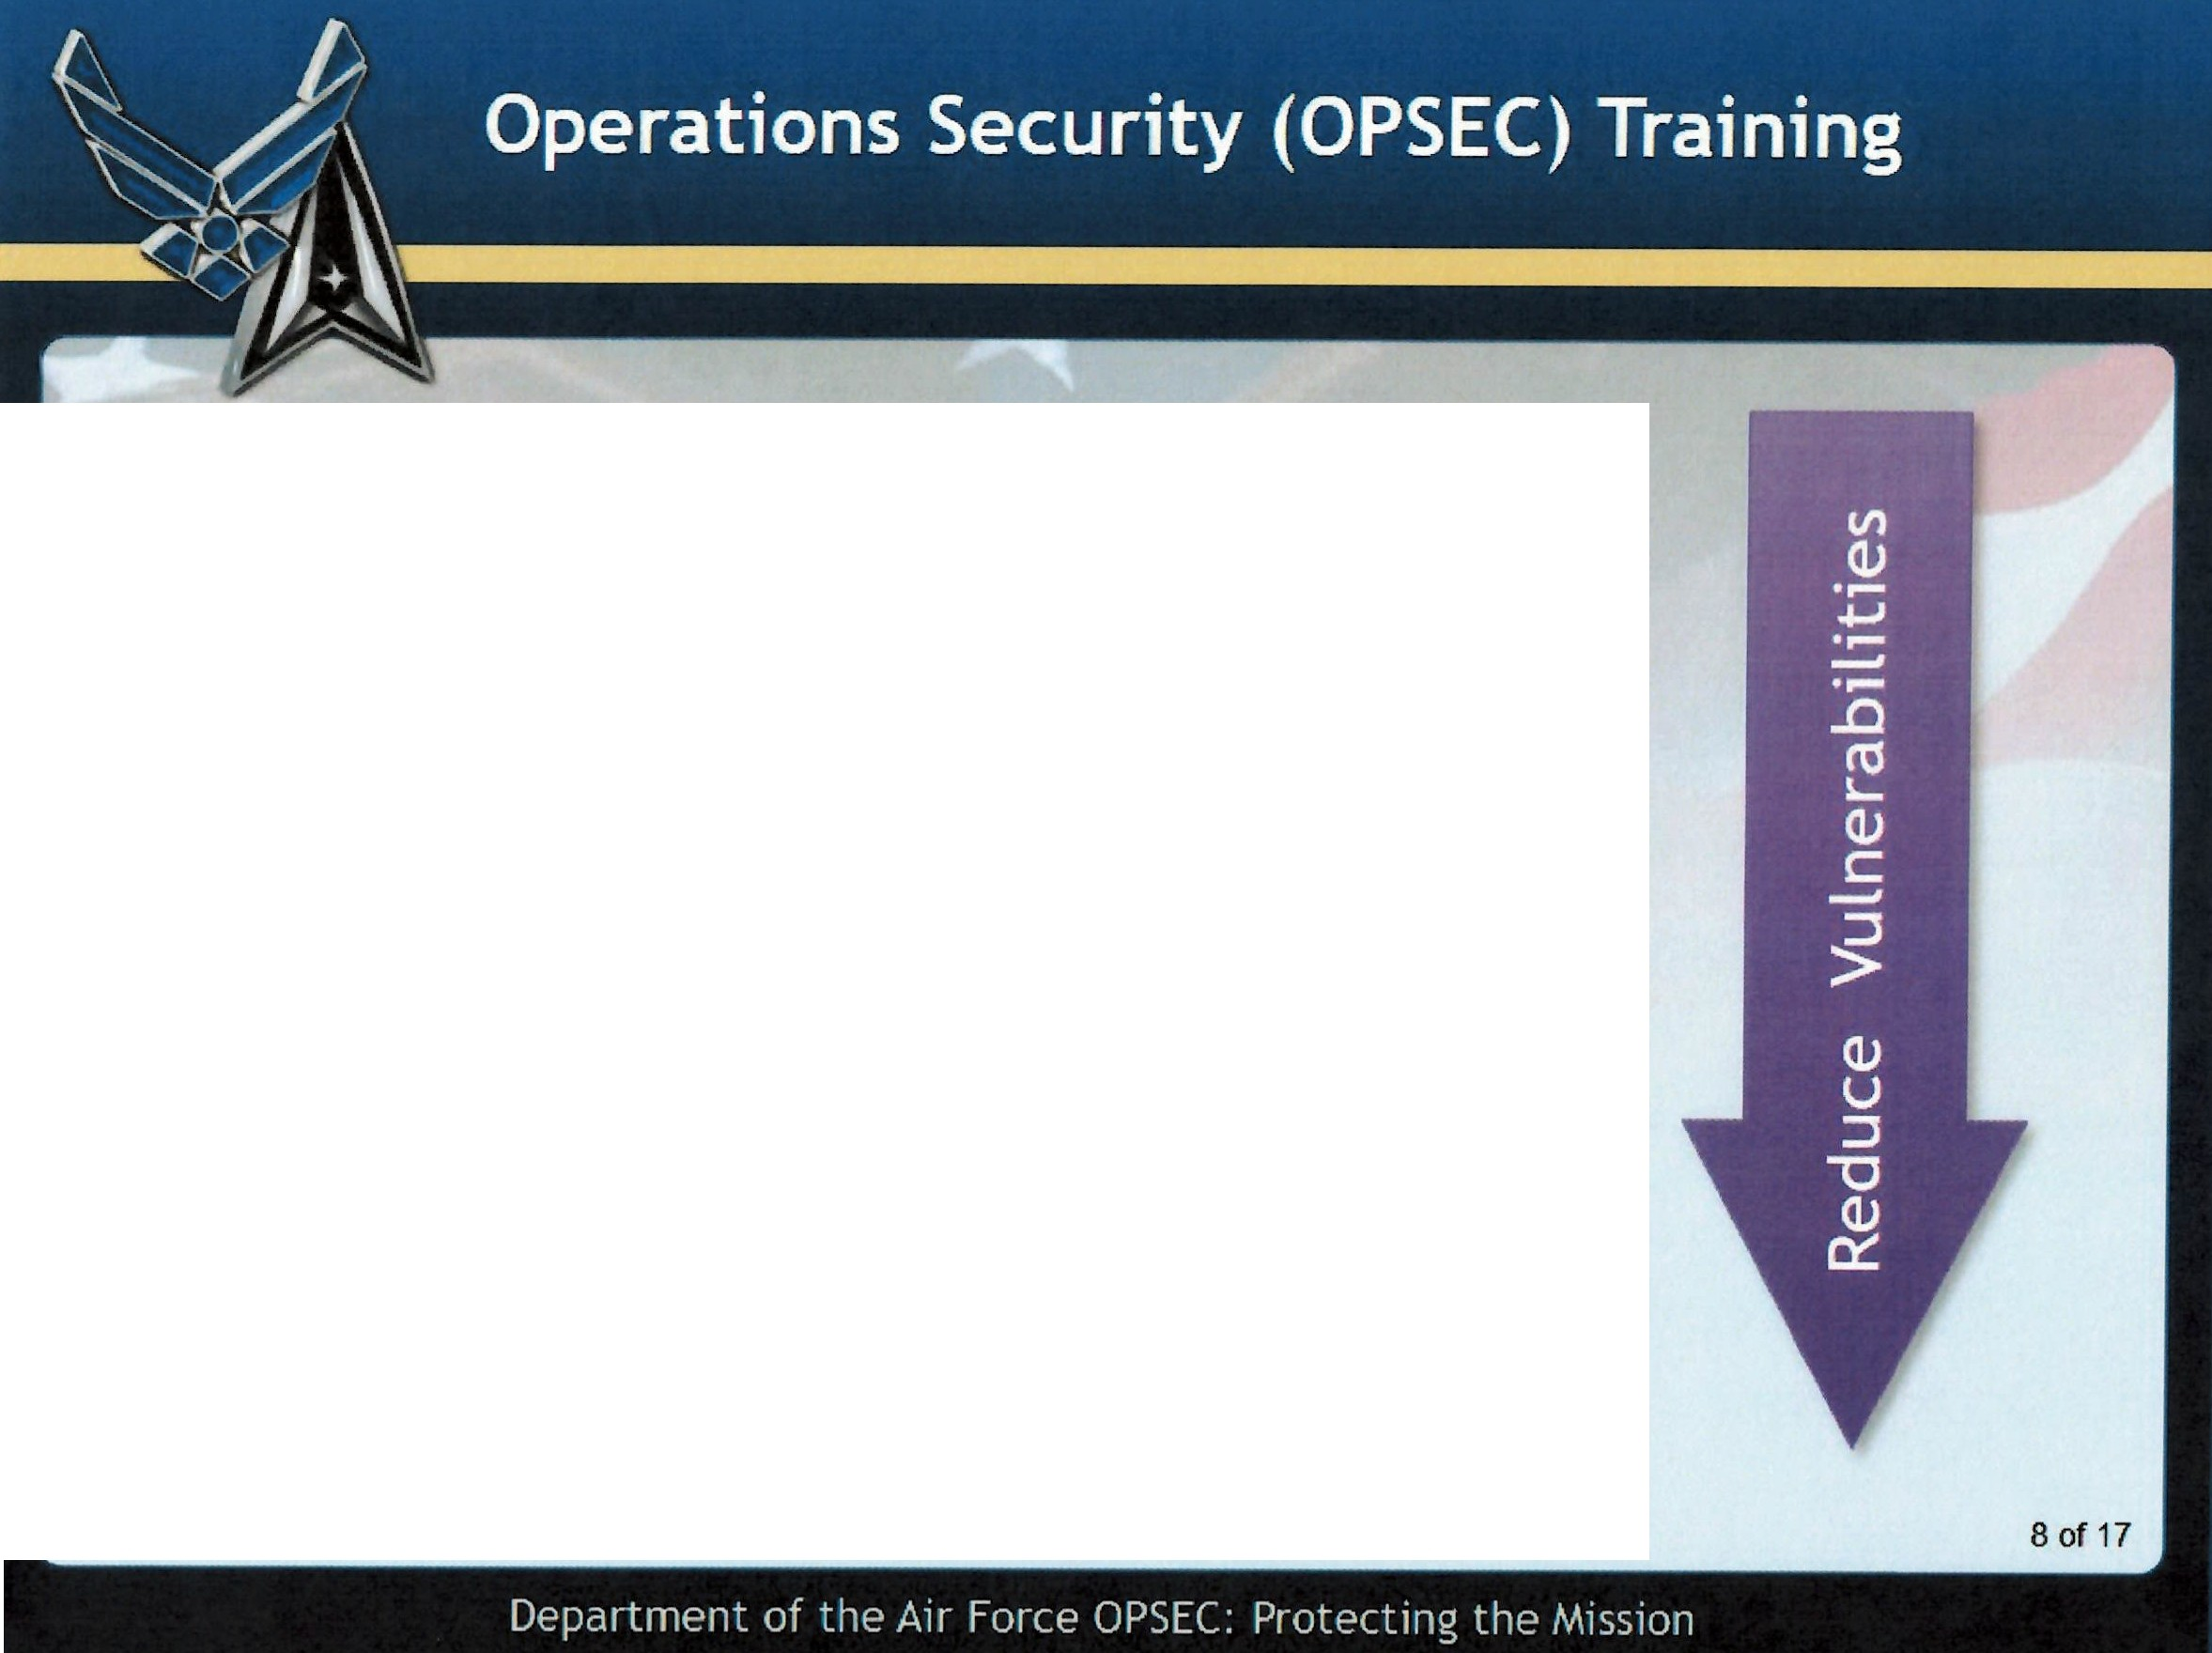 Operations Security (OPSEC) Training
Reduce Vulnerabilities
8 of 17
Department of the Air Force OPSEC: Protecting the Mission